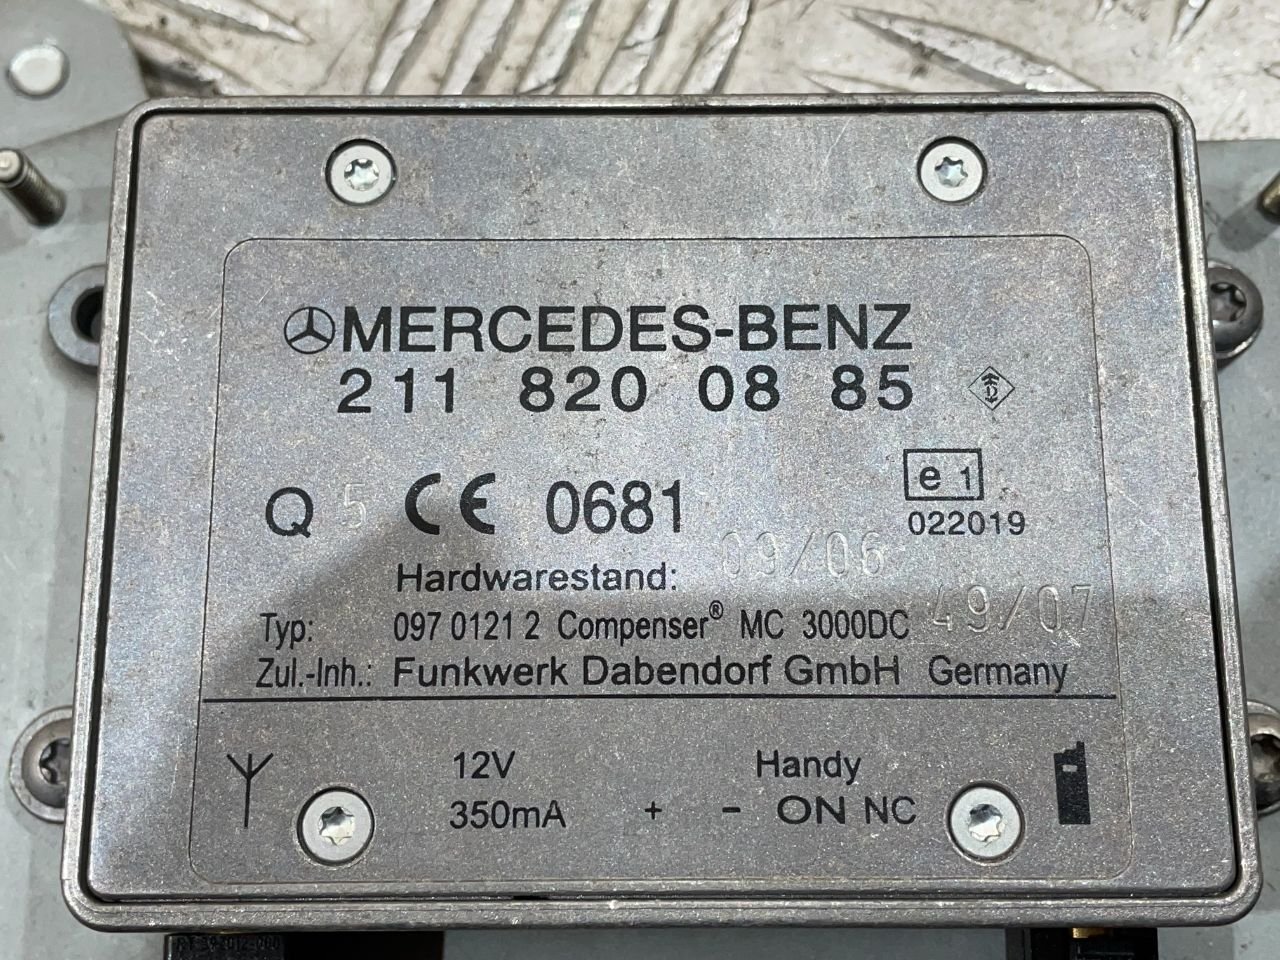 MERCEDES-BENZ
211 820 08 85
Q 5 CE 0681
e 1
022019
Hardwarestand: 09/06
Typ: 097 0121 2 Compenser® MC 3000DC 49/07
Zul.-Inh.: Funkwerk Dabendorf GmbH Germany
12V Handy
350mA + - ON NC